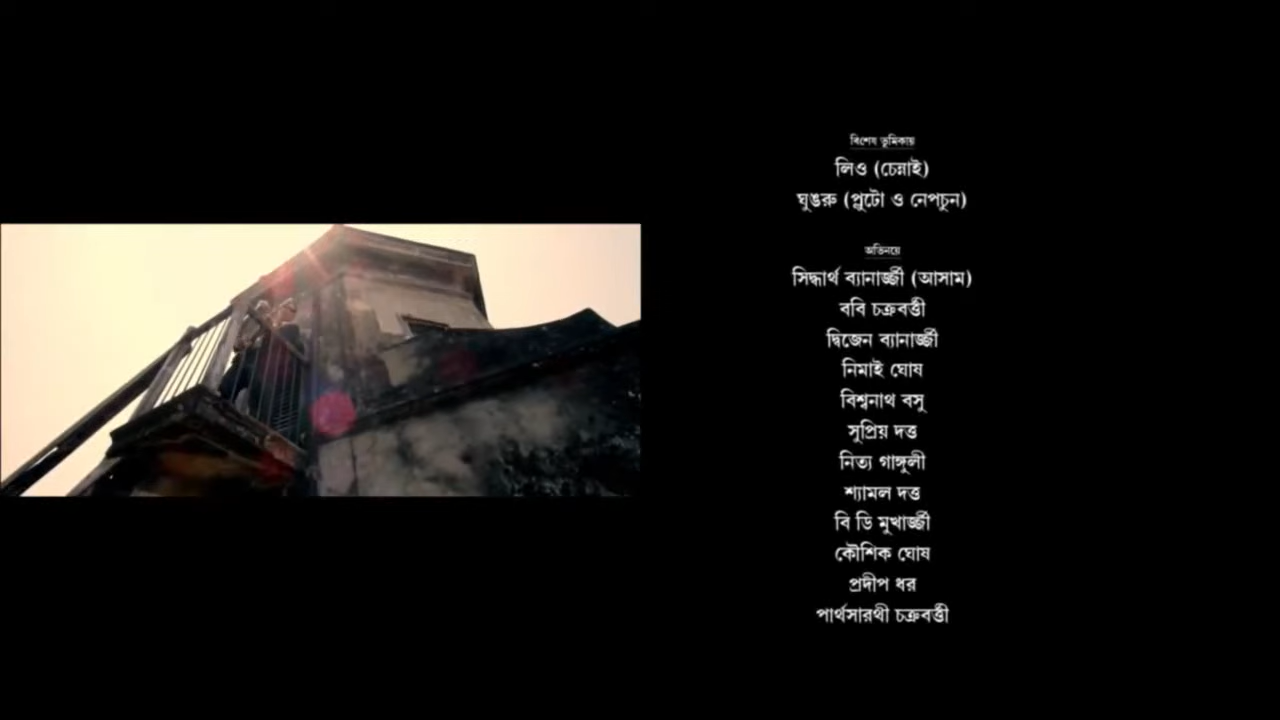 বিশেষ ভূমিকায়
লিও (চেন্নাই)
ঘুঙরু (প্লুটো ও নেপচুন)
অভিনয়ে
সিদ্ধার্থ ব্যানার্জ্জী (আসাম)
ববি চক্রবর্ত্তী
দ্বিজেন ব্যানার্জ্জী
নিমাই ঘোষ
বিশ্বনাথ বসু
সুপ্রিয় দত্ত
নিত্য গাঙ্গুলী
শ্যামল দত্ত
বি ডি মুখার্জ্জী
কৌশিক ঘোষ
প্রদীপ ধর
পার্থসারথী চক্রবর্ত্তী